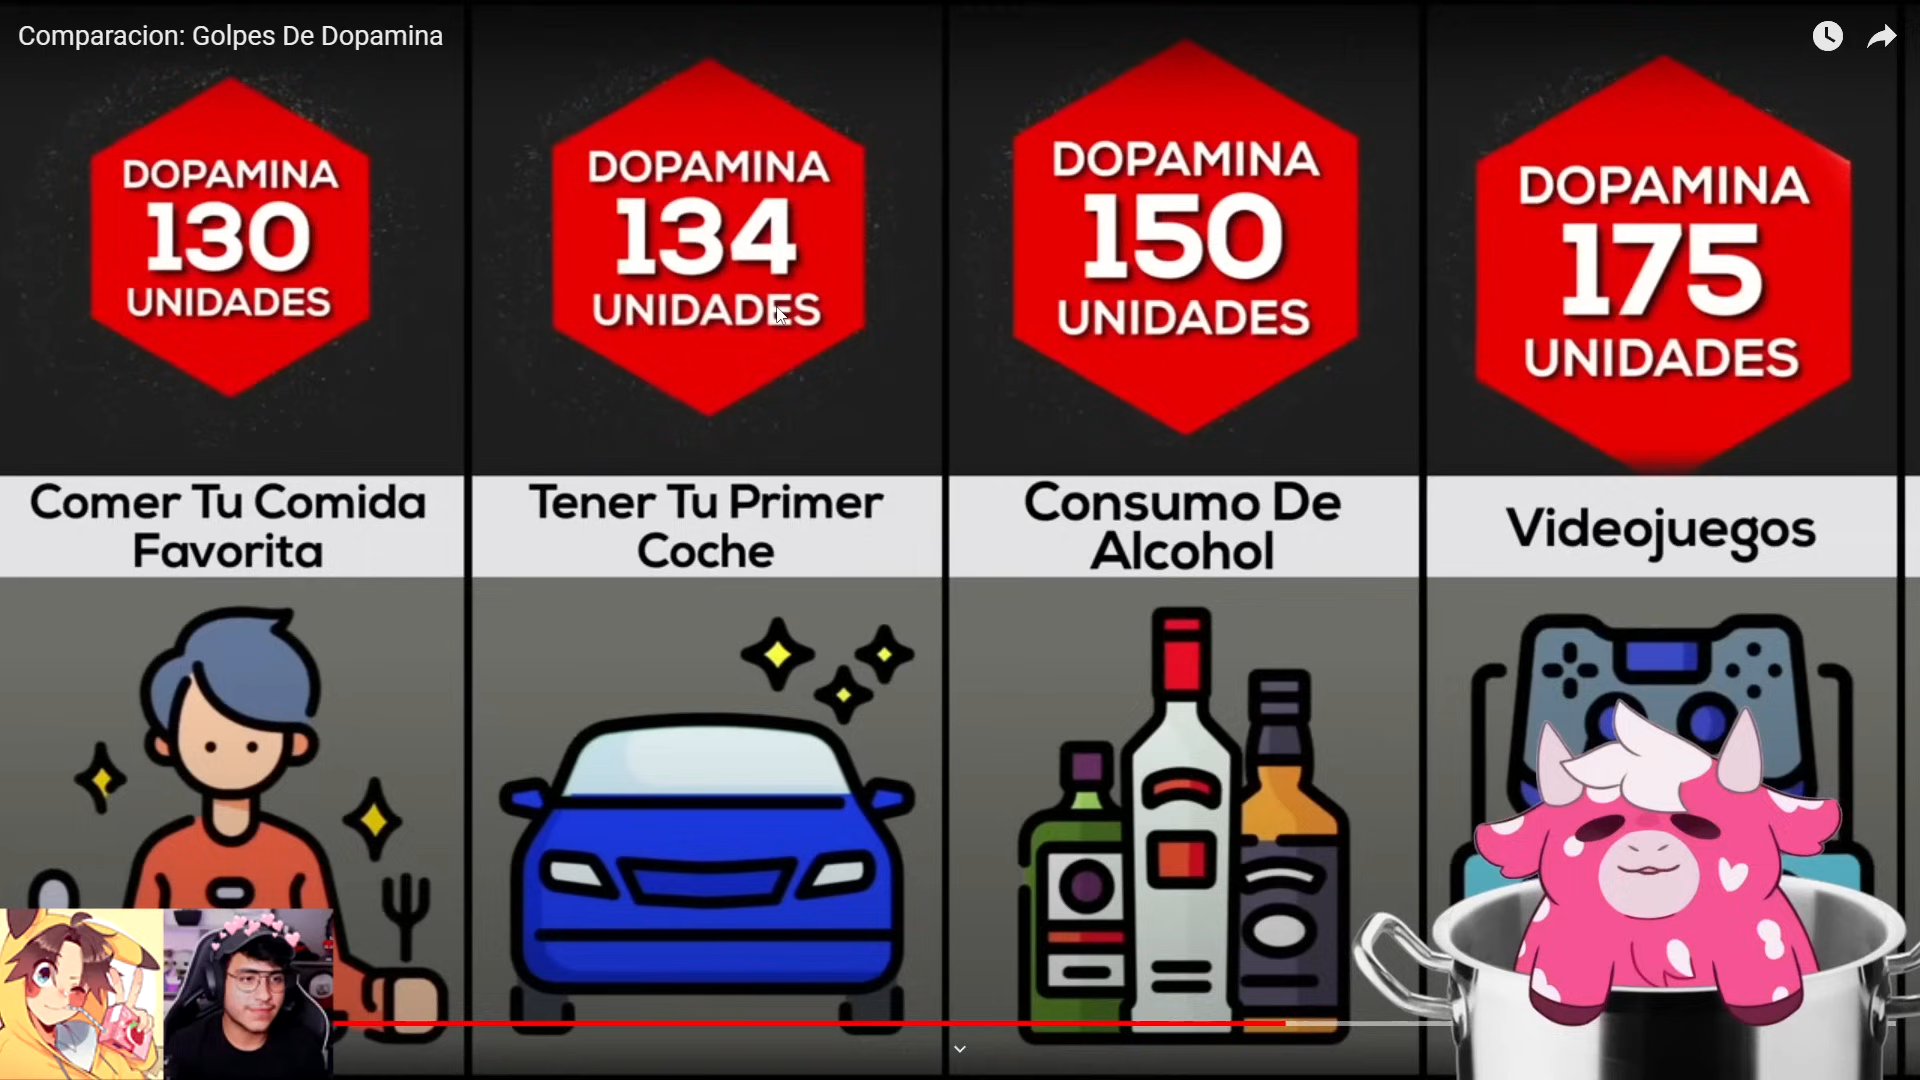 Comparacion: Golpes De Dopamina
DOPAMINA
130
UNIDADES
DOPAMINA
134
UNIDADES
DOPAMINA
150
UNIDADES
DOPAMINA
175
UNIDADES
Comer Tu Comida
Favorita
Tener Tu Primer
Coche
Consumo De
Alcohol
Videojuegos